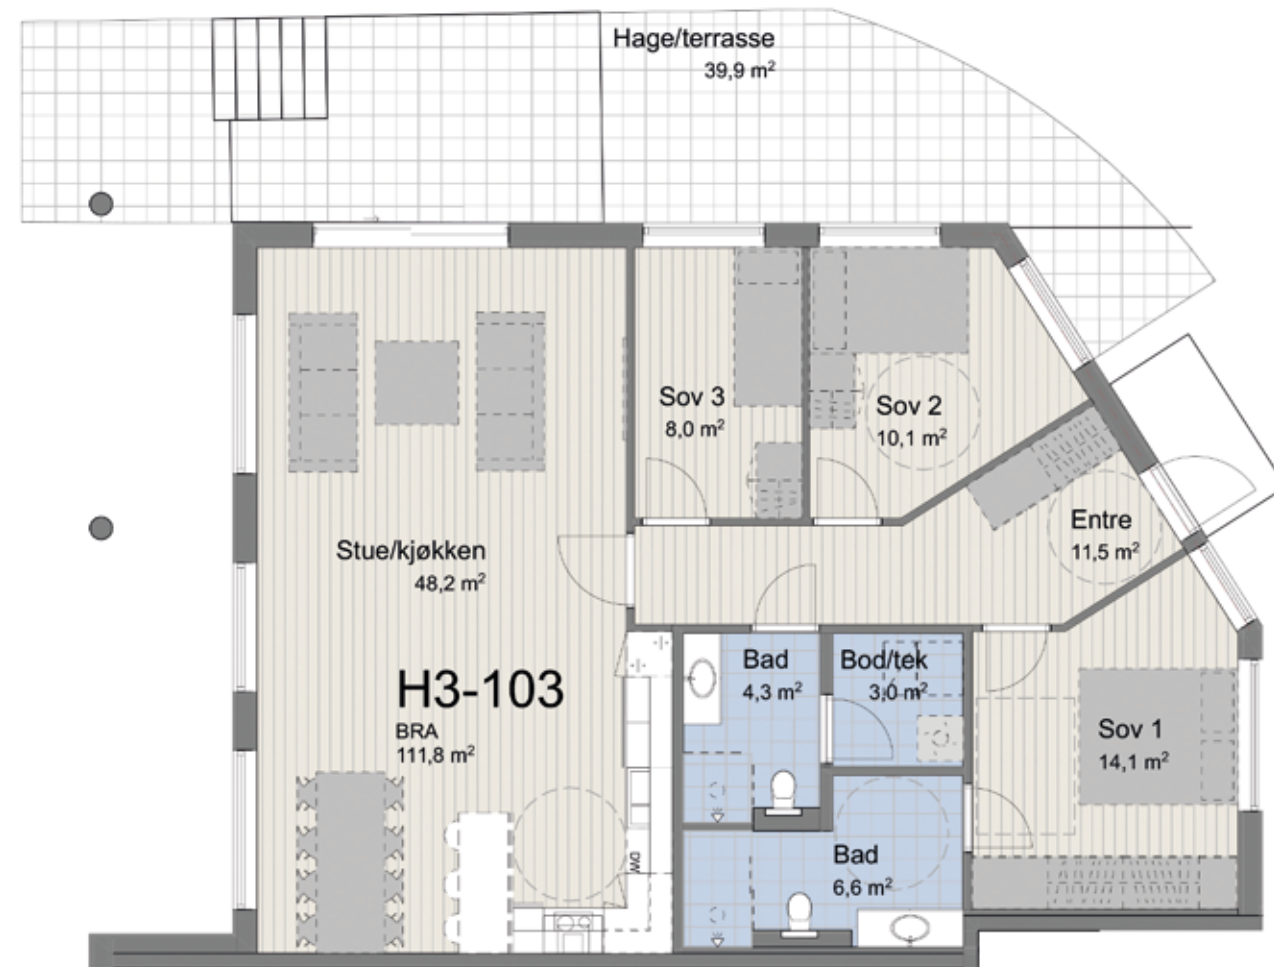 Hage/terrasse
39,9 m²
Sov 3
8,0 m²
Sov 2
10,1 m²
Entre
11,5 m²
Stue/kjøkken
48,2 m²
H3-103
BRA
111,8 m²
Bad
4,3 m²
Bod/tek
3,0 m²
Sov 1
14,1 m²
DW
Bad
6,6 m²